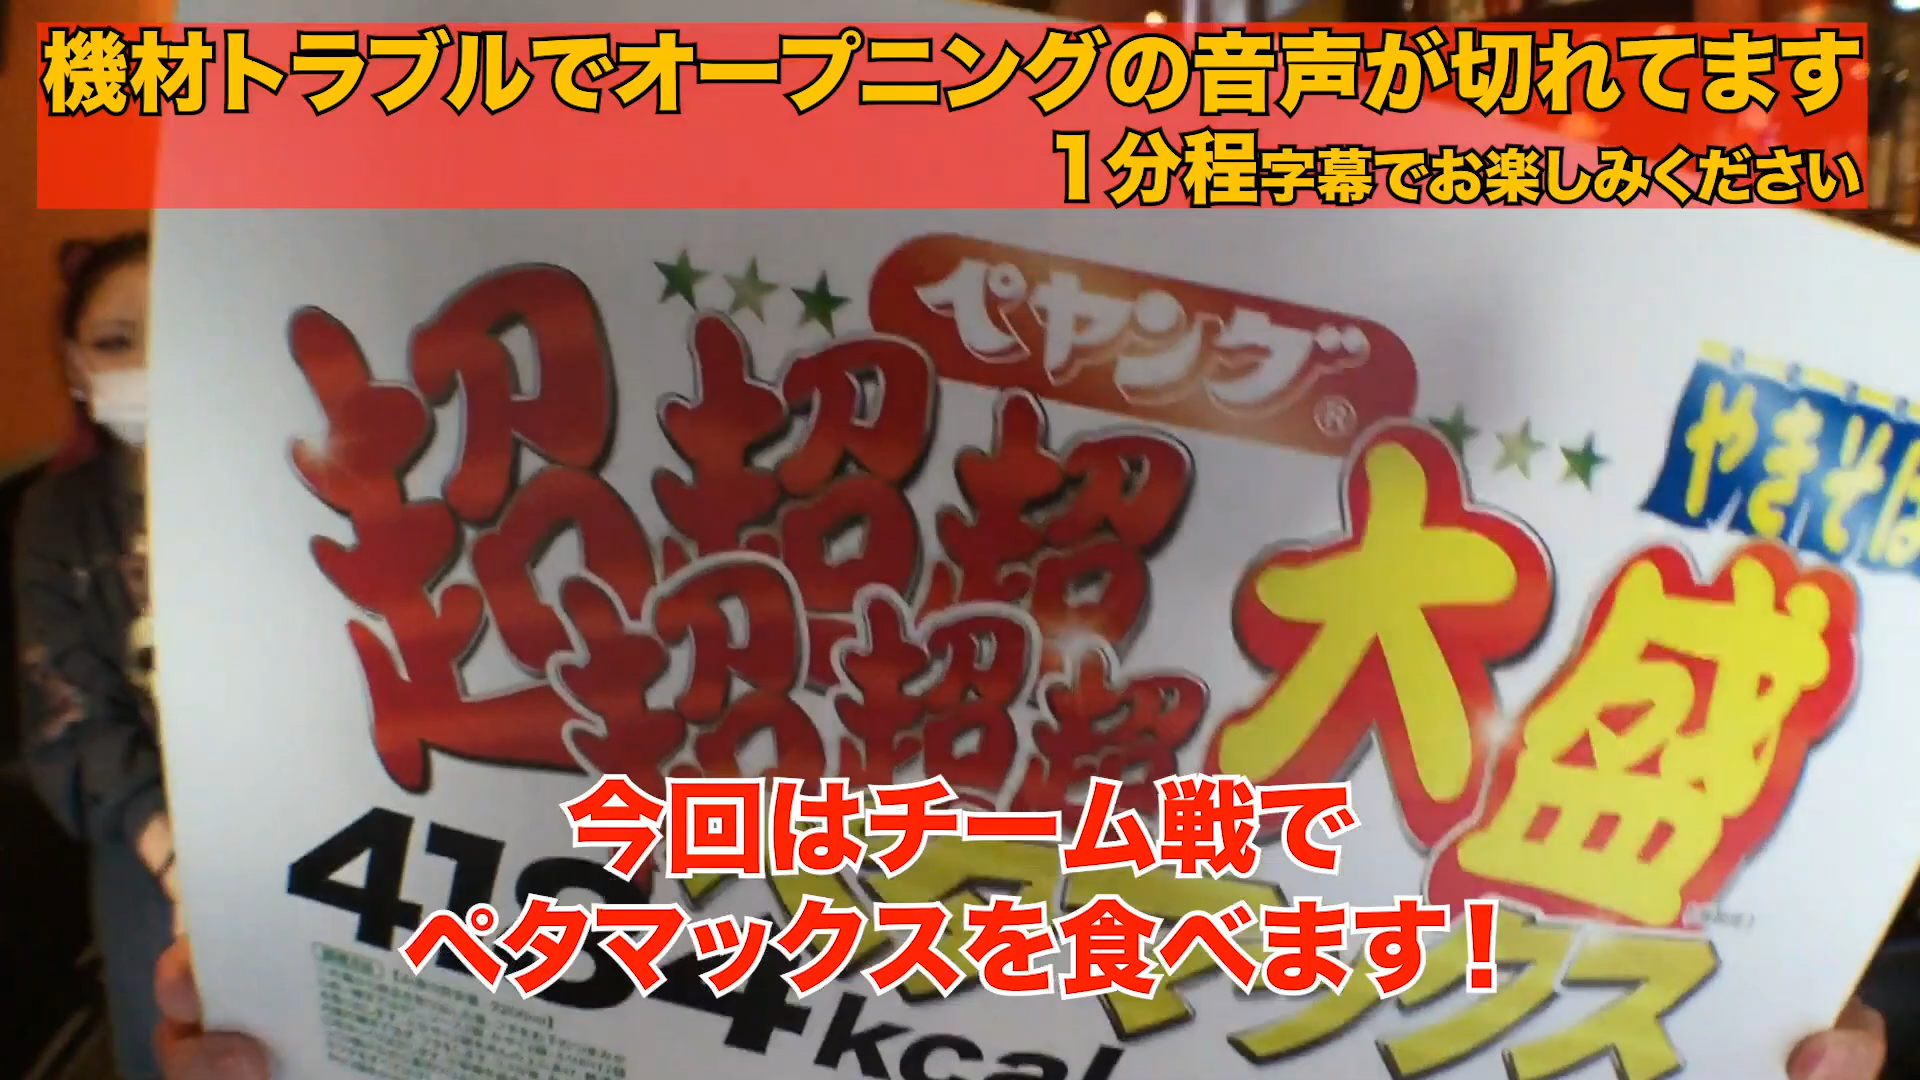 機材トラブルでオープニングの音声が切れてます
1分程字幕でお楽しみください
ペヤング®
やきそば
超超超
超超超
大盛
今回はチーム戦で
4184kcal
ペタマックスを食べます！